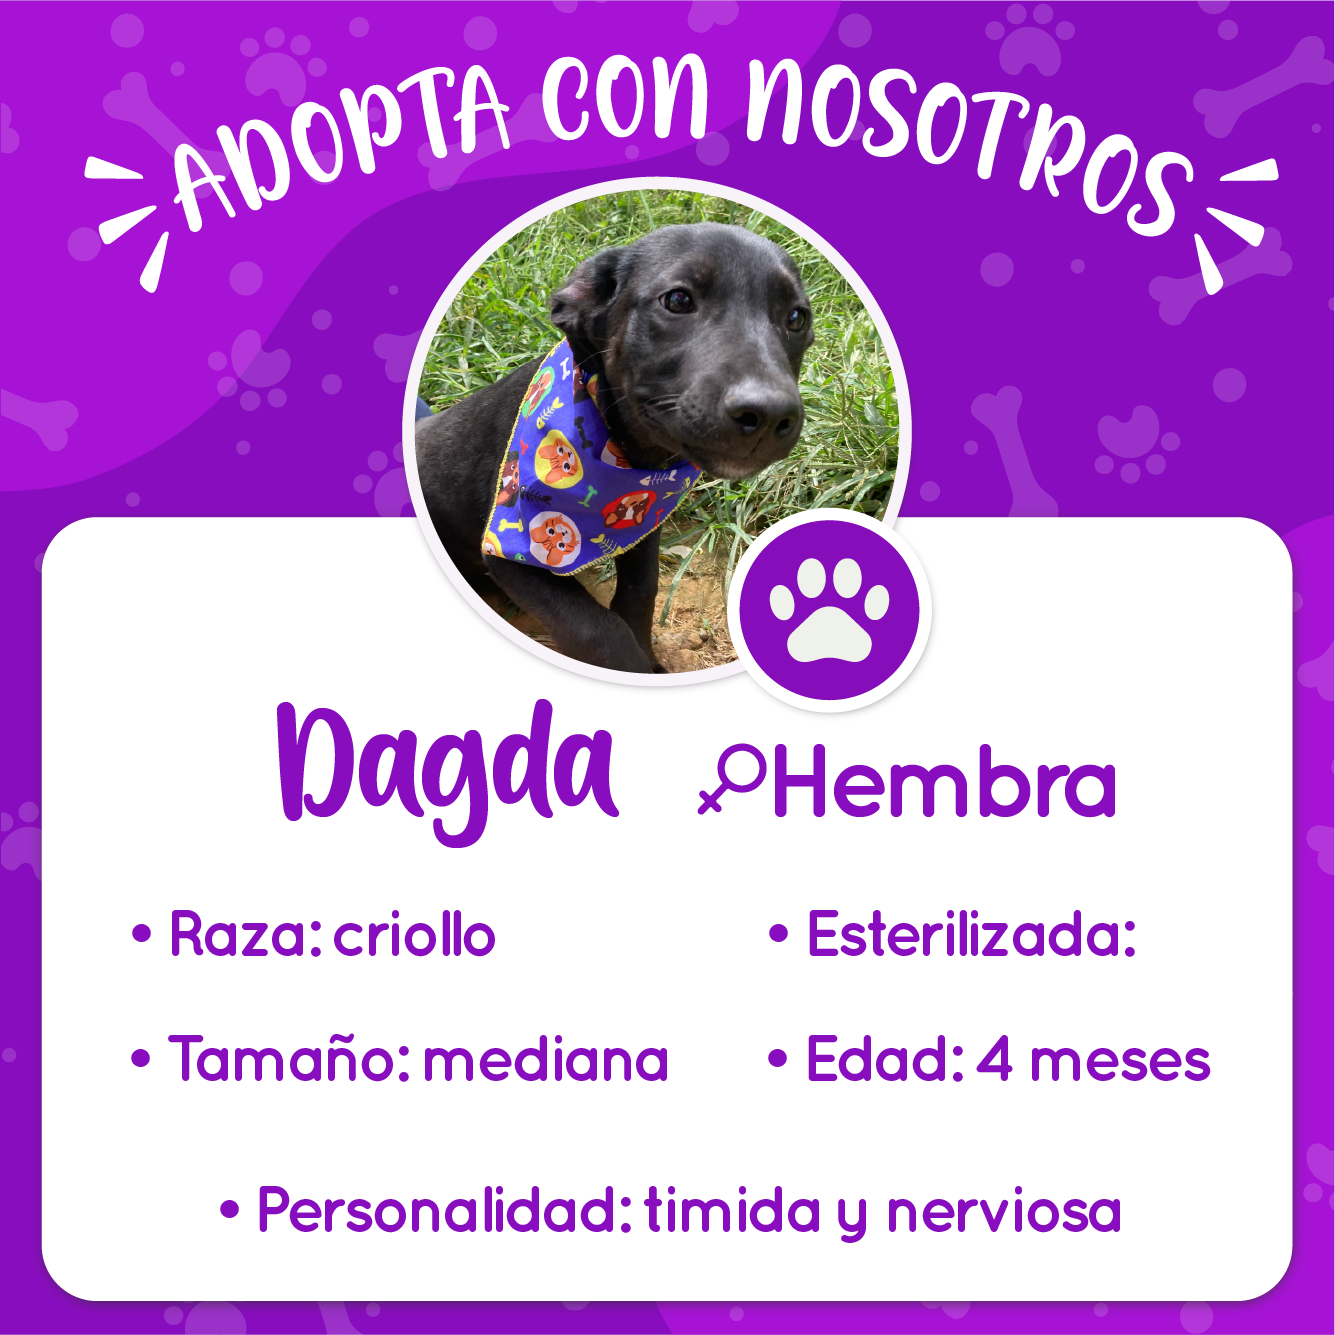 ADOPTA CON NOSOTROS
Dagda
Hembra
• Raza: criollo
• Esterilizada:
• Tamaño: mediana
• Edad: 4 meses
• Personalidad: timida y nerviosa